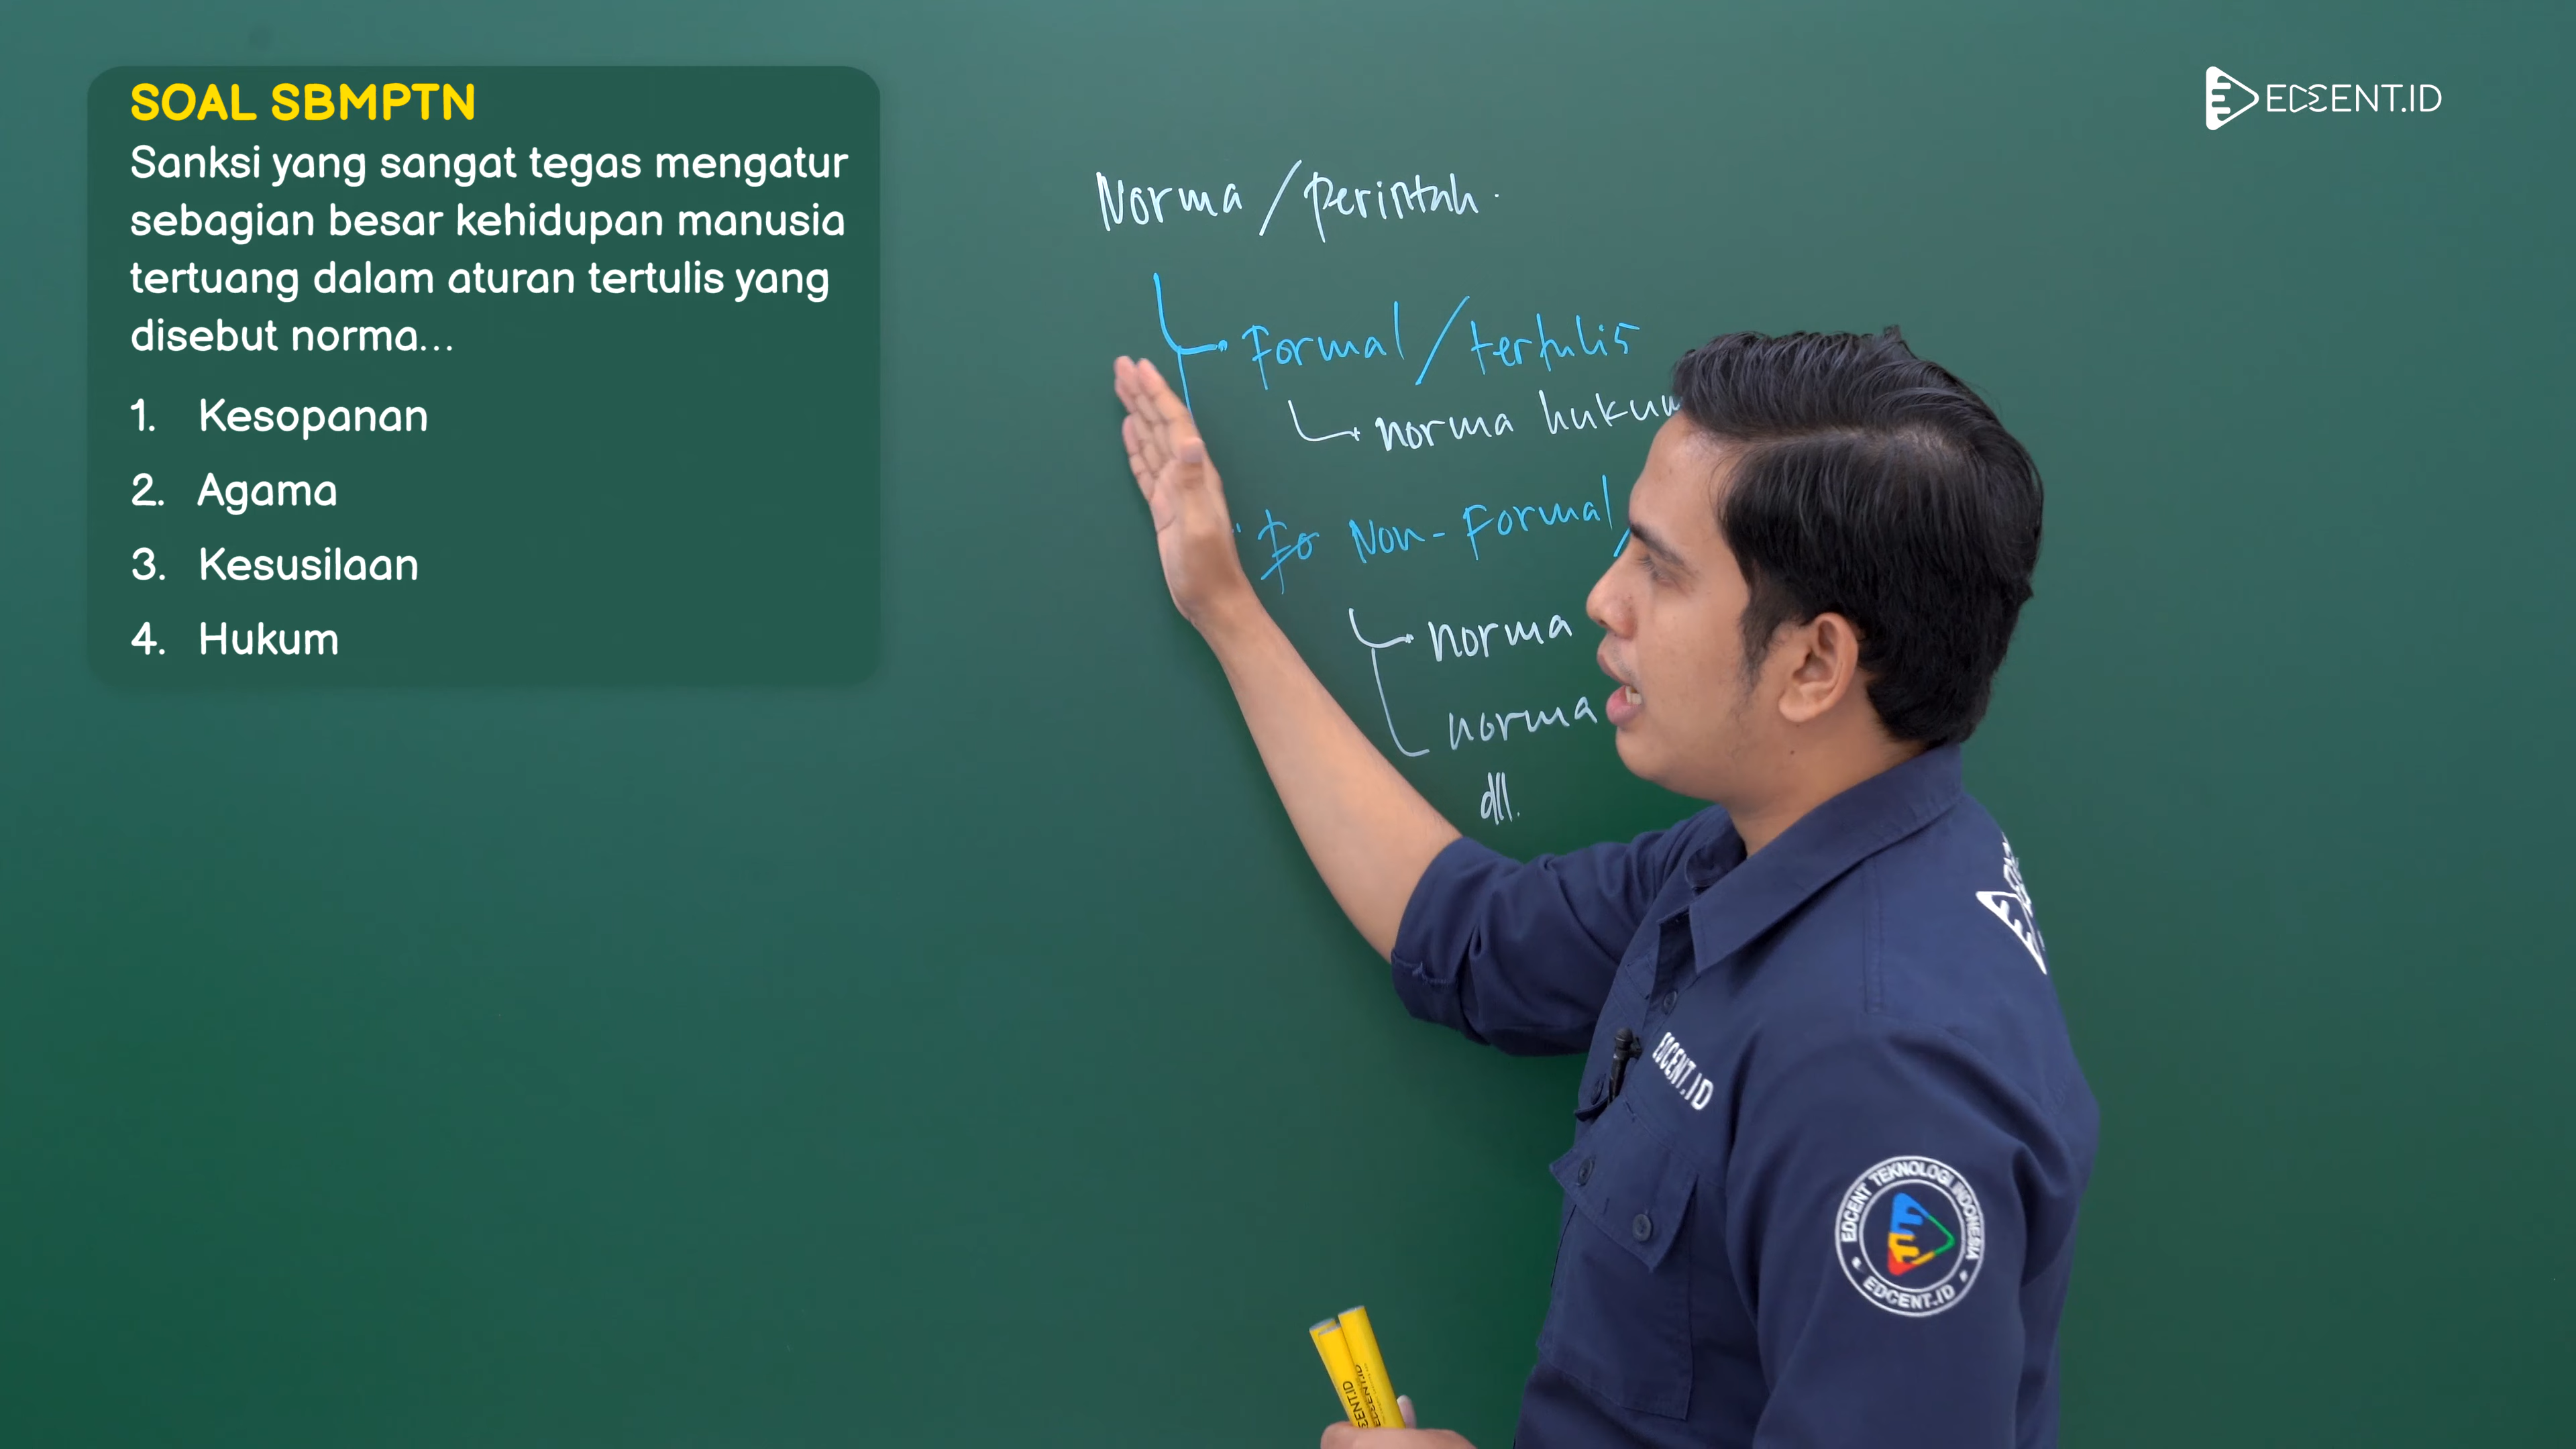 SOAL SBMPTN
Sanksi yang sangat tegas mengatur
sebagian besar kehidupan manusia
tertuang dalam aturan tertulis yang
disebut norma...
1. Kesopanan
2. Agama
3. Kesusilaan
4. Hukum
EDCENT.ID
Norma / perintah.
Formal / tertulis
norma hukum
Fo Non-Formal/
norma
norma
dll.
EDCENT.ID
EDCENT TEKNOLOGI INDONESIA
EDCENT.ID